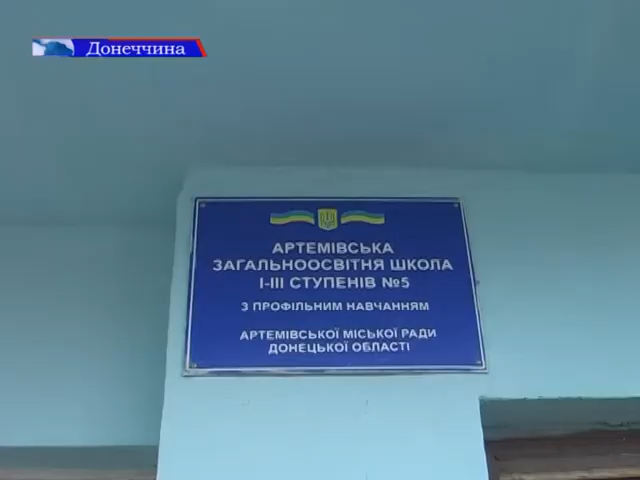 Донеччина
АРТЕМІВСЬКА
ЗАГАЛЬНООСВІТНЯ ШКОЛА
І-ІІІ СТУПЕНІВ №5
З ПРОФІЛЬНИМ НАВЧАННЯМ
АРТЕМІВСЬКОЇ МІСЬКОЇ РАДИ
ДОНЕЦЬКОЇ ОБЛАСТІ